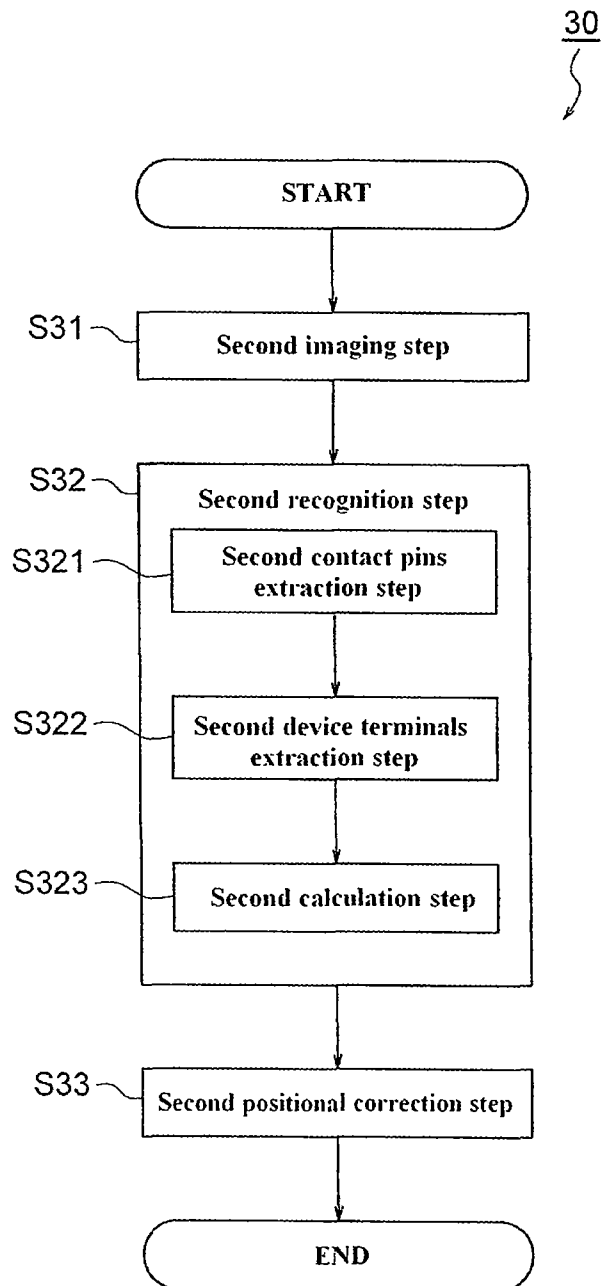 30
START
S31
Second imaging step
S32
Second recognition step
S321
Second contact pins
extraction step
S322
Second device terminals
extraction step
S323
Second calculation step
S33
Second positional correction step
END